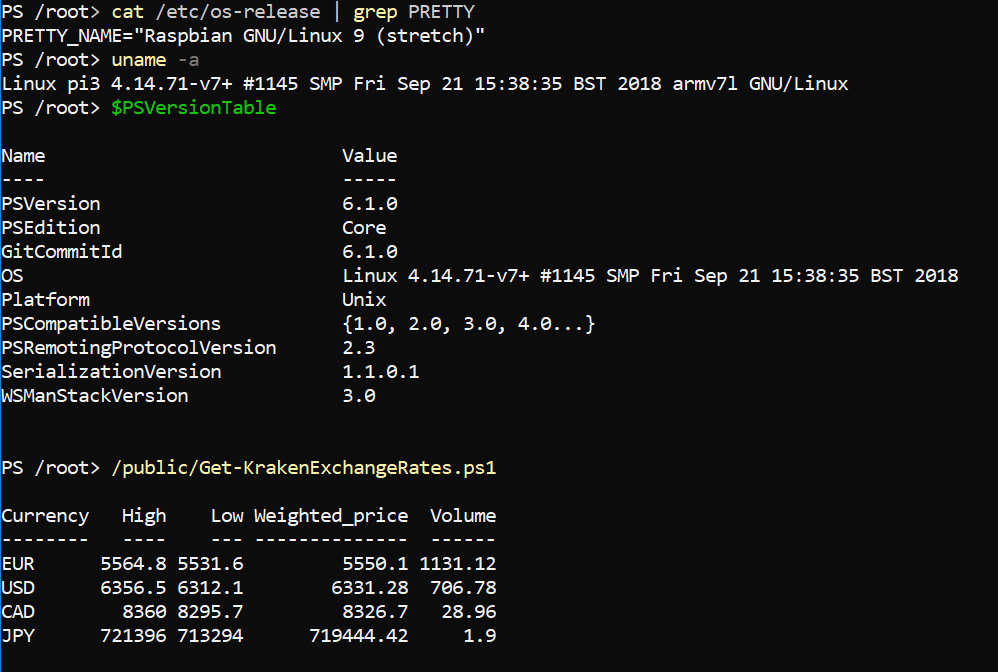 PS /root> cat /etc/os-release | grep PRETTY
PRETTY_NAME="Raspbian GNU/Linux 9 (stretch)"
PS /root> uname -a
Linux pi3 4.14.71-v7+ #1145 SMP Fri Sep 21 15:38:35 BST 2018 armv7l GNU/Linux
PS /root> $PSVersionTable
Name                           Value
----                           -----
PSVersion                      6.1.0
PSEdition                      Core
GitCommitId                    6.1.0
OS                             Linux 4.14.71-v7+ #1145 SMP Fri Sep 21 15:38:35 BST 2018
Platform                       Unix
PSCompatibleVersions           {1.0, 2.0, 3.0, 4.0...}
PSRemotingProtocolVersion      2.3
SerializationVersion           1.1.0.1
WSManStackVersion              3.0
PS /root> /public/Get-KrakenExchangeRates.ps1
Currency   High    Low Weighted_price  Volume
--------   ----    --- --------------  ------
EUR      5564.8 5531.6         5550.1 1131.12
USD      6356.5 6312.1        6331.28  706.78
CAD        8360 8295.7         8326.7   28.96
JPY      721396 713294      719444.42     1.9